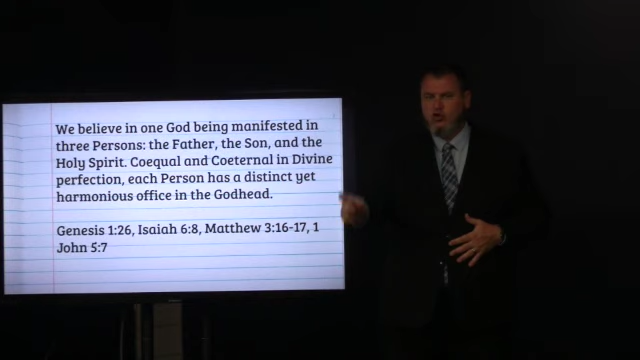 We believe in one God being manifested in
three Persons: the Father, the Son, and the
Holy Spirit. Coequal and Coeternal in Divine
perfection, each Person has a distinct yet
harmonious office in the Godhead.
Genesis 1:26, Isaiah 6:8, Matthew 3:16-17, 1
John 5:7